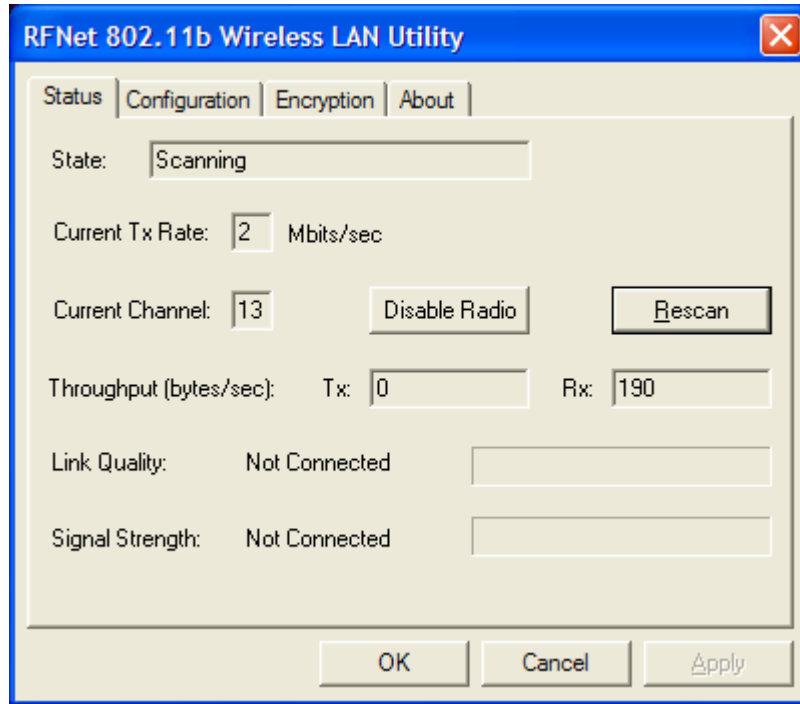 RFNet 802.11b Wireless LAN Utility
Status Configuration Encryption About
State: Scanning
Current Tx Rate: 2 Mbits/sec
Current Channel: 13 Disable Radio Rescan
Throughput (bytes/sec): Tx: 0 Rx: 190
Link Quality: Not Connected
Signal Strength: Not Connected
OK Cancel Apply